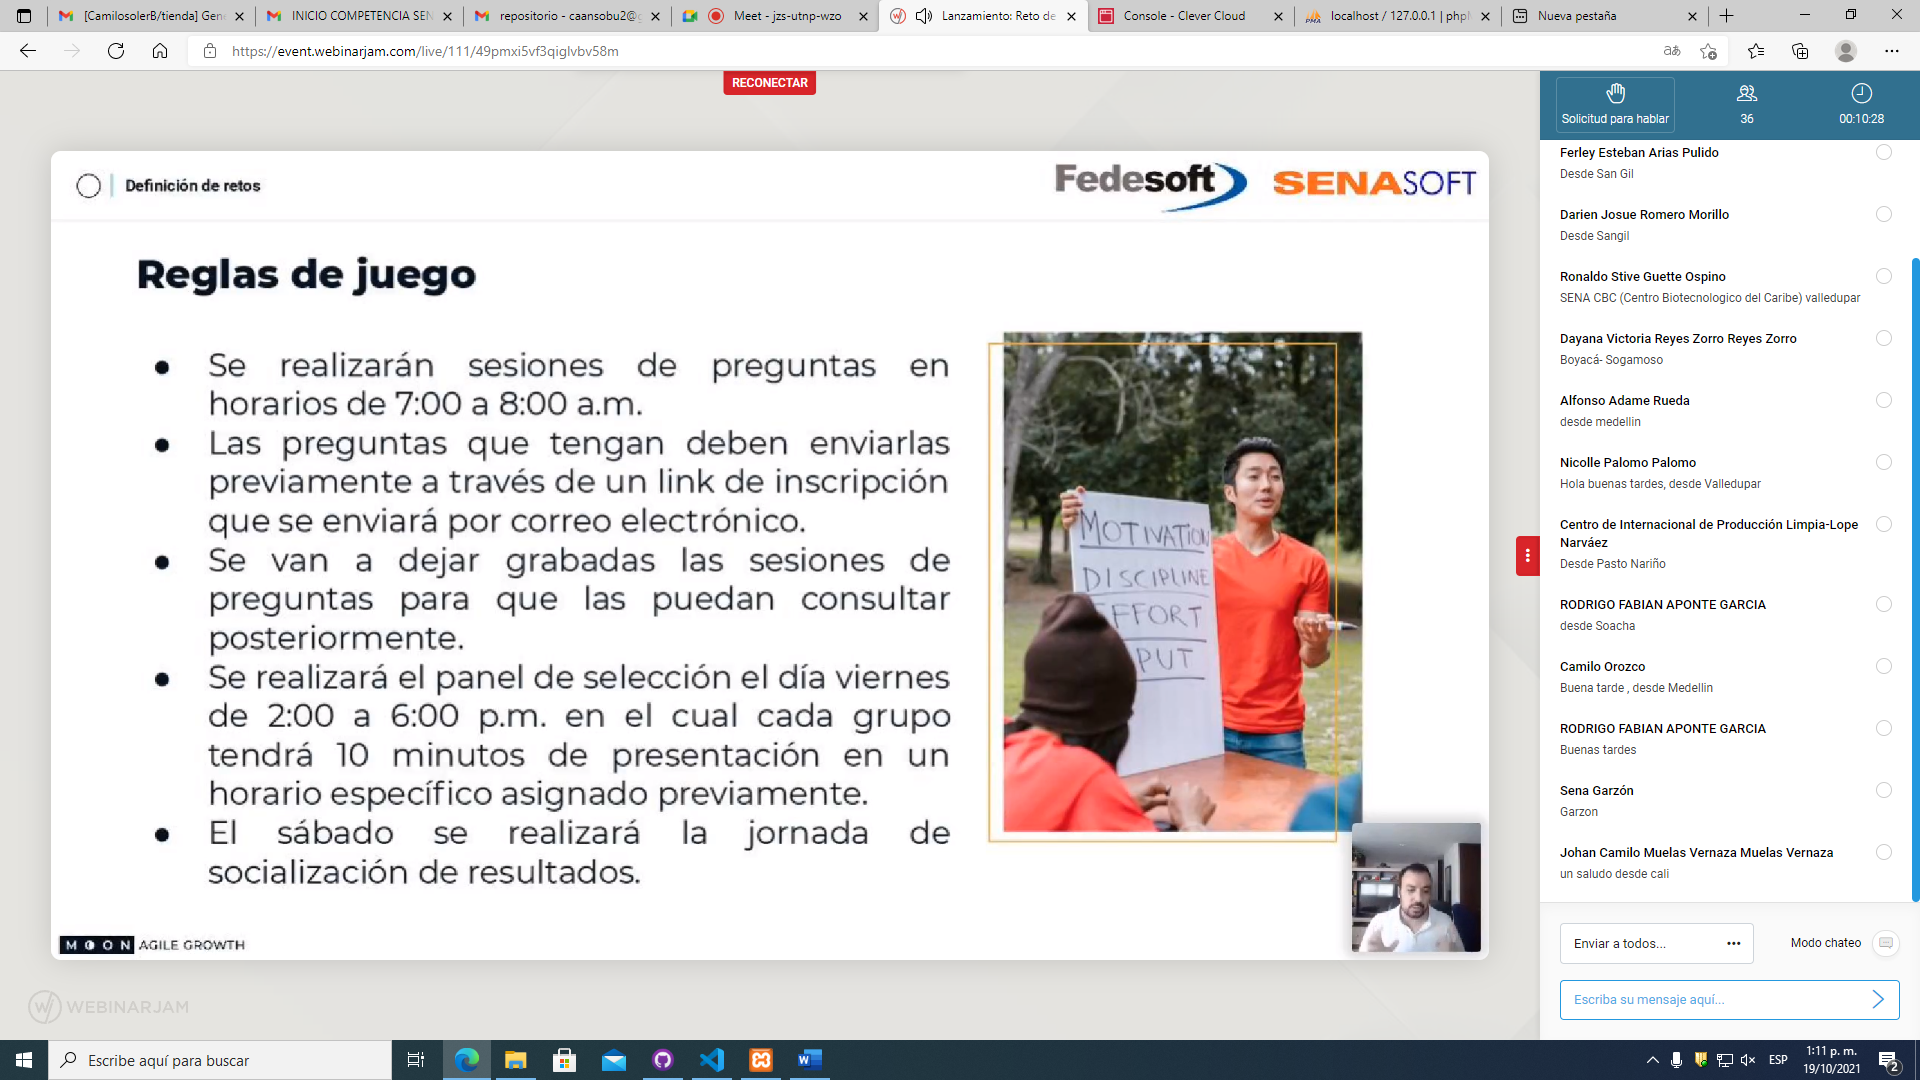 [CamilosolerB/tienda] Gene
INICIO COMPETENCIA SEN
repositorio - caansobu2@g
Meet - jzs-utnp-wzo
Lanzamiento: Reto de
Console - Clever Cloud
localhost / 127.0.0.1 | phpM
Nueva pestaña
https://event.webinarjam.com/live/111/49pmxi5vf3qiglvbv58m
RECONECTAR
Definición de retos
Fedesoft
SENASOFT
Reglas de juego
● Se realizarán sesiones de preguntas en
horarios de 7:00 a 8:00 a.m.
● Las preguntas que tengan deben enviarlas
previamente a través de un link de inscripción
que se enviará por correo electrónico.
● Se van a dejar grabadas las sesiones de
preguntas para que las puedan consultar
posteriormente.
● Se realizará el panel de selección el día viernes
de 2:00 a 6:00 p.m. en el cual cada grupo
tendrá 10 minutos de presentación en un
horario específico asignado previamente.
● El sábado se realizará la jornada de
socialización de resultados.
MOTIVATION
DISCIPLINE
EFFORT
PUT
MOON AGILE GROWTH
WEBINARJAM
Solicitud para hablar
36
00:10:28
Ferley Esteban Arias Pulido
Desde San Gil
Darien Josue Romero Morillo
Desde Sangil
Ronaldo Stive Guette Ospino
SENA CBC (Centro Biotecnologico del Caribe) valledupar
Dayana Victoria Reyes Zorro Reyes Zorro
Boyacá- Sogamoso
Alfonso Adame Rueda
desde medellin
Nicolle Palomo Palomo
Hola buenas tardes, desde Valledupar
Centro de Internacional de Producción Limpia-Lope
Narváez
Desde Pasto Nariño
RODRIGO FABIAN APONTE GARCIA
desde Soacha
Camilo Orozco
Buena tarde , desde Medellin
RODRIGO FABIAN APONTE GARCIA
Buenas tardes
Sena Garzón
Garzon
Johan Camilo Muelas Vernaza Muelas Vernaza
un saludo desde cali
Enviar a todos...
Modo chateo
Escriba su mensaje aquí...
Escribe aquí para buscar
ESP
1:11 p. m.
19/10/2021
2